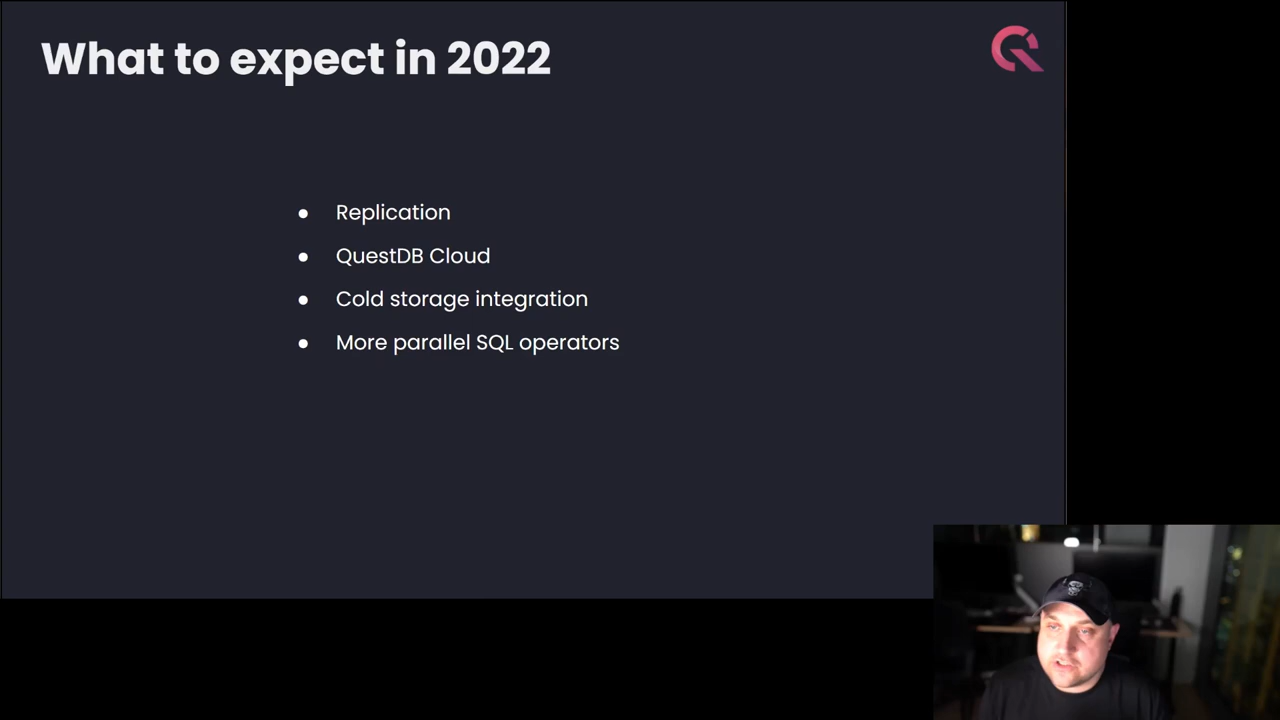 What to expect in 2022
● Replication
● QuestDB Cloud
● Cold storage integration
● More parallel SQL operators